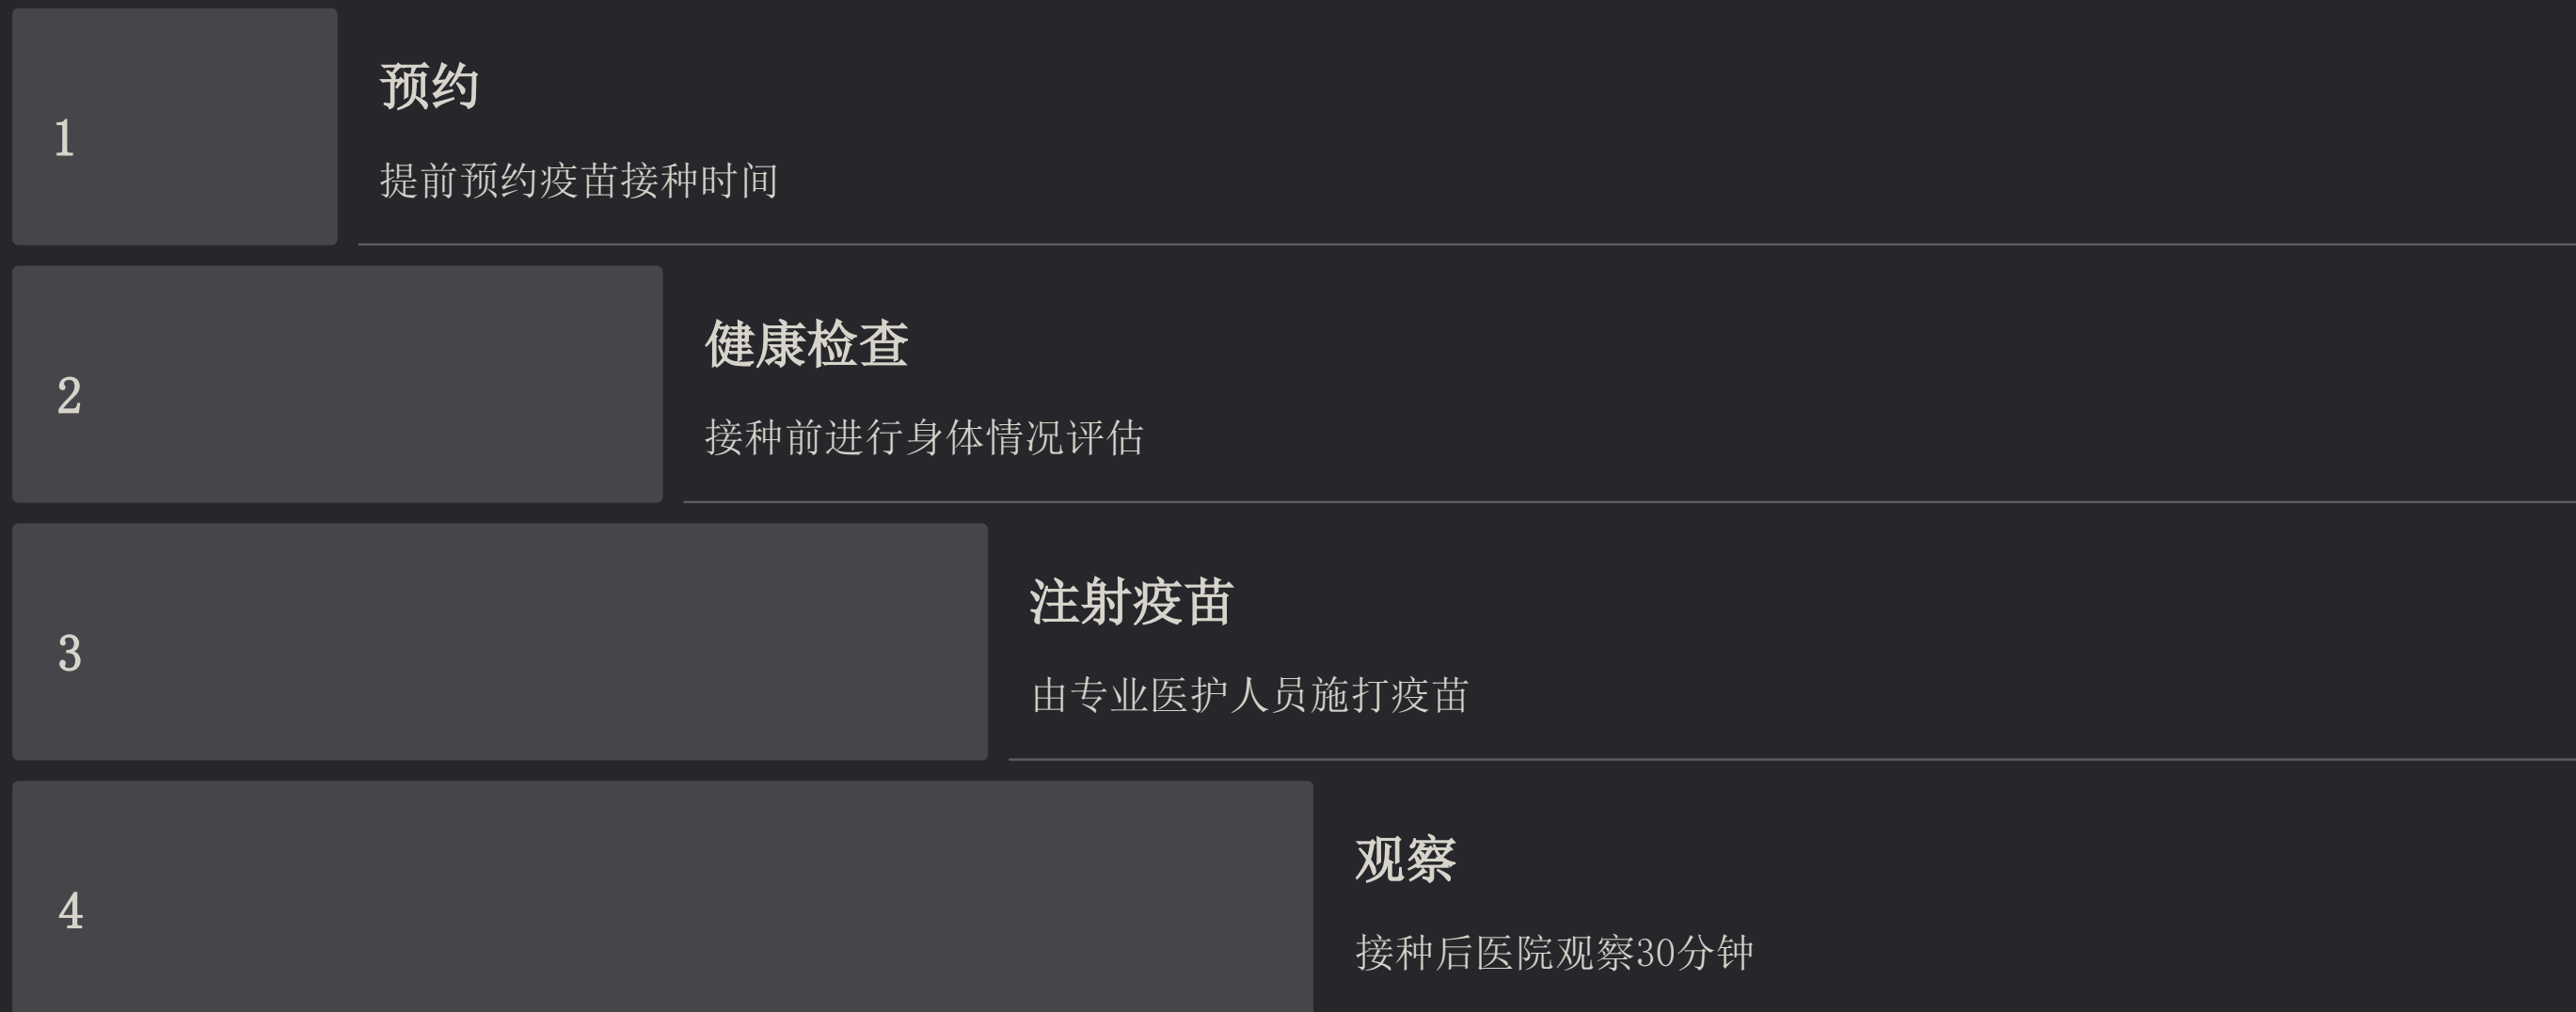 1
预约
提前预约疫苗接种时间
2
健康检查
接种前进行身体情况评估
3
注射疫苗
由专业医护人员施打疫苗
4
观察
接种后医院观察30分钟